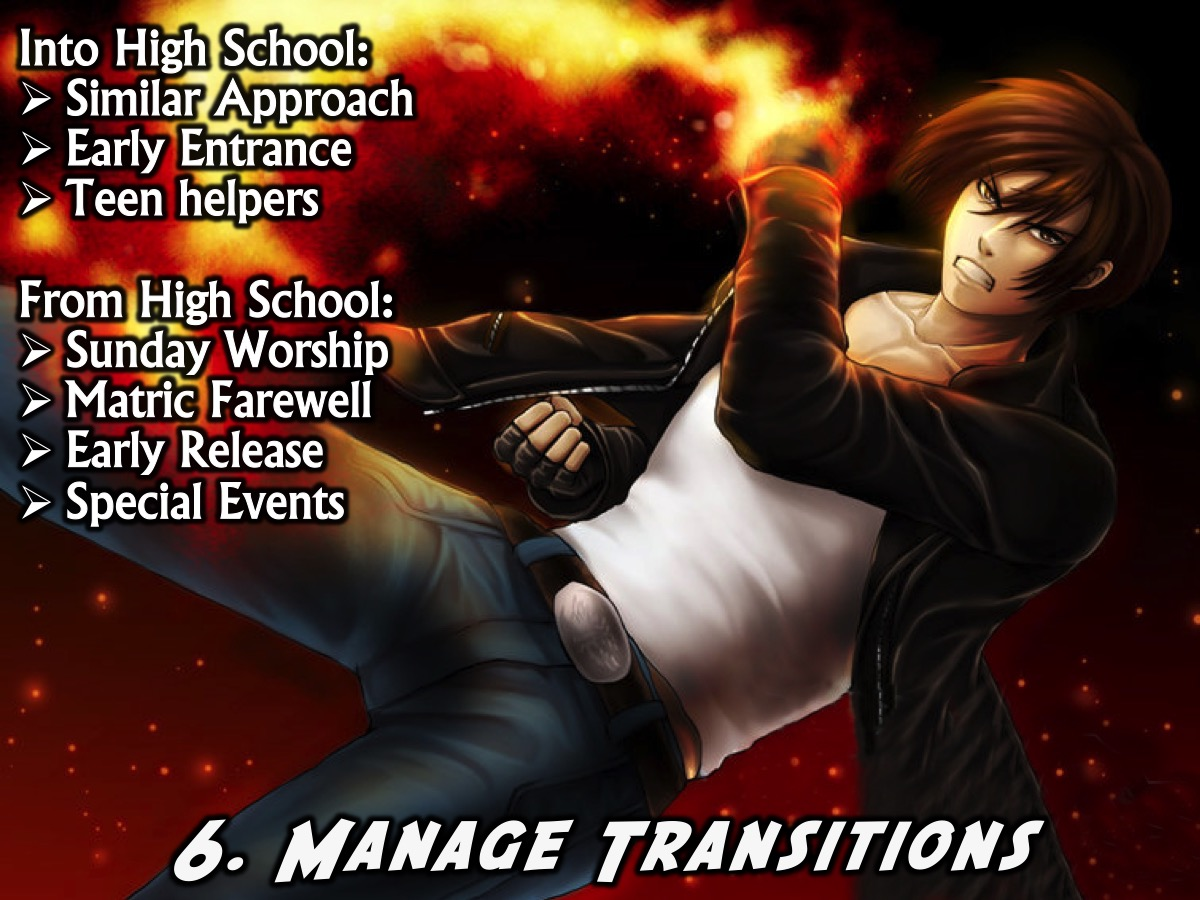 Into High School:
➢ Similar Approach
➢ Early Entrance
➢ Teen helpers
From High School:
➢ Sunday Worship
➢ Matric Farewell
➢ Early Release
➢ Special Events
6. Manage Transitions